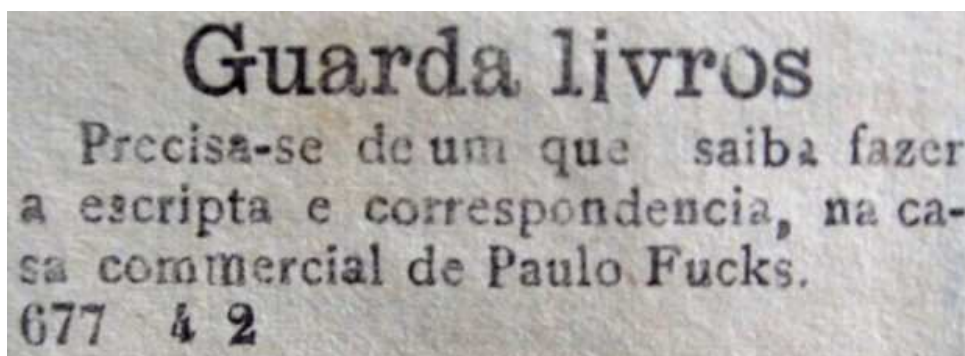 Guarda livros
Precisa-se de um que saiba fazer
a escripta e correspondencia, na ca-
sa commercial de Paulo Fucks.
677 4 2